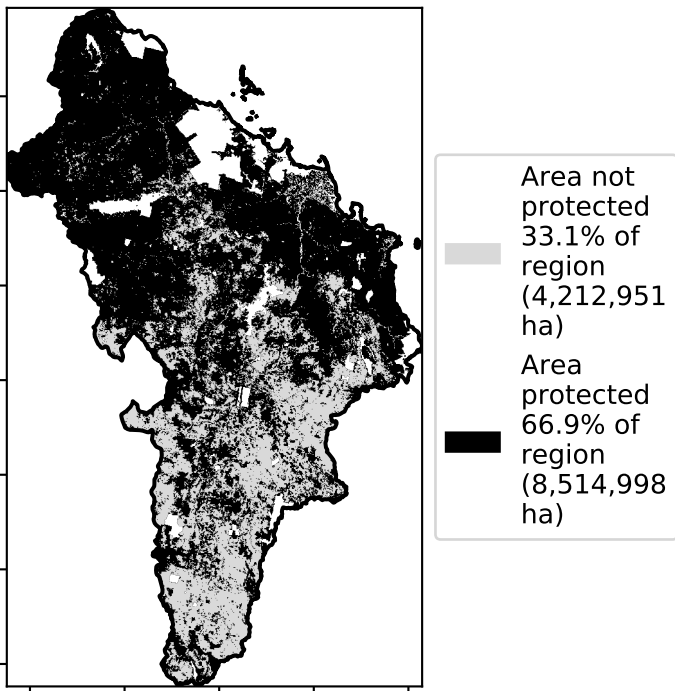 Area not
protected
33.1% of
region
(4,212,951
ha)
Area
protected
66.9% of
region
(8,514,998
ha)